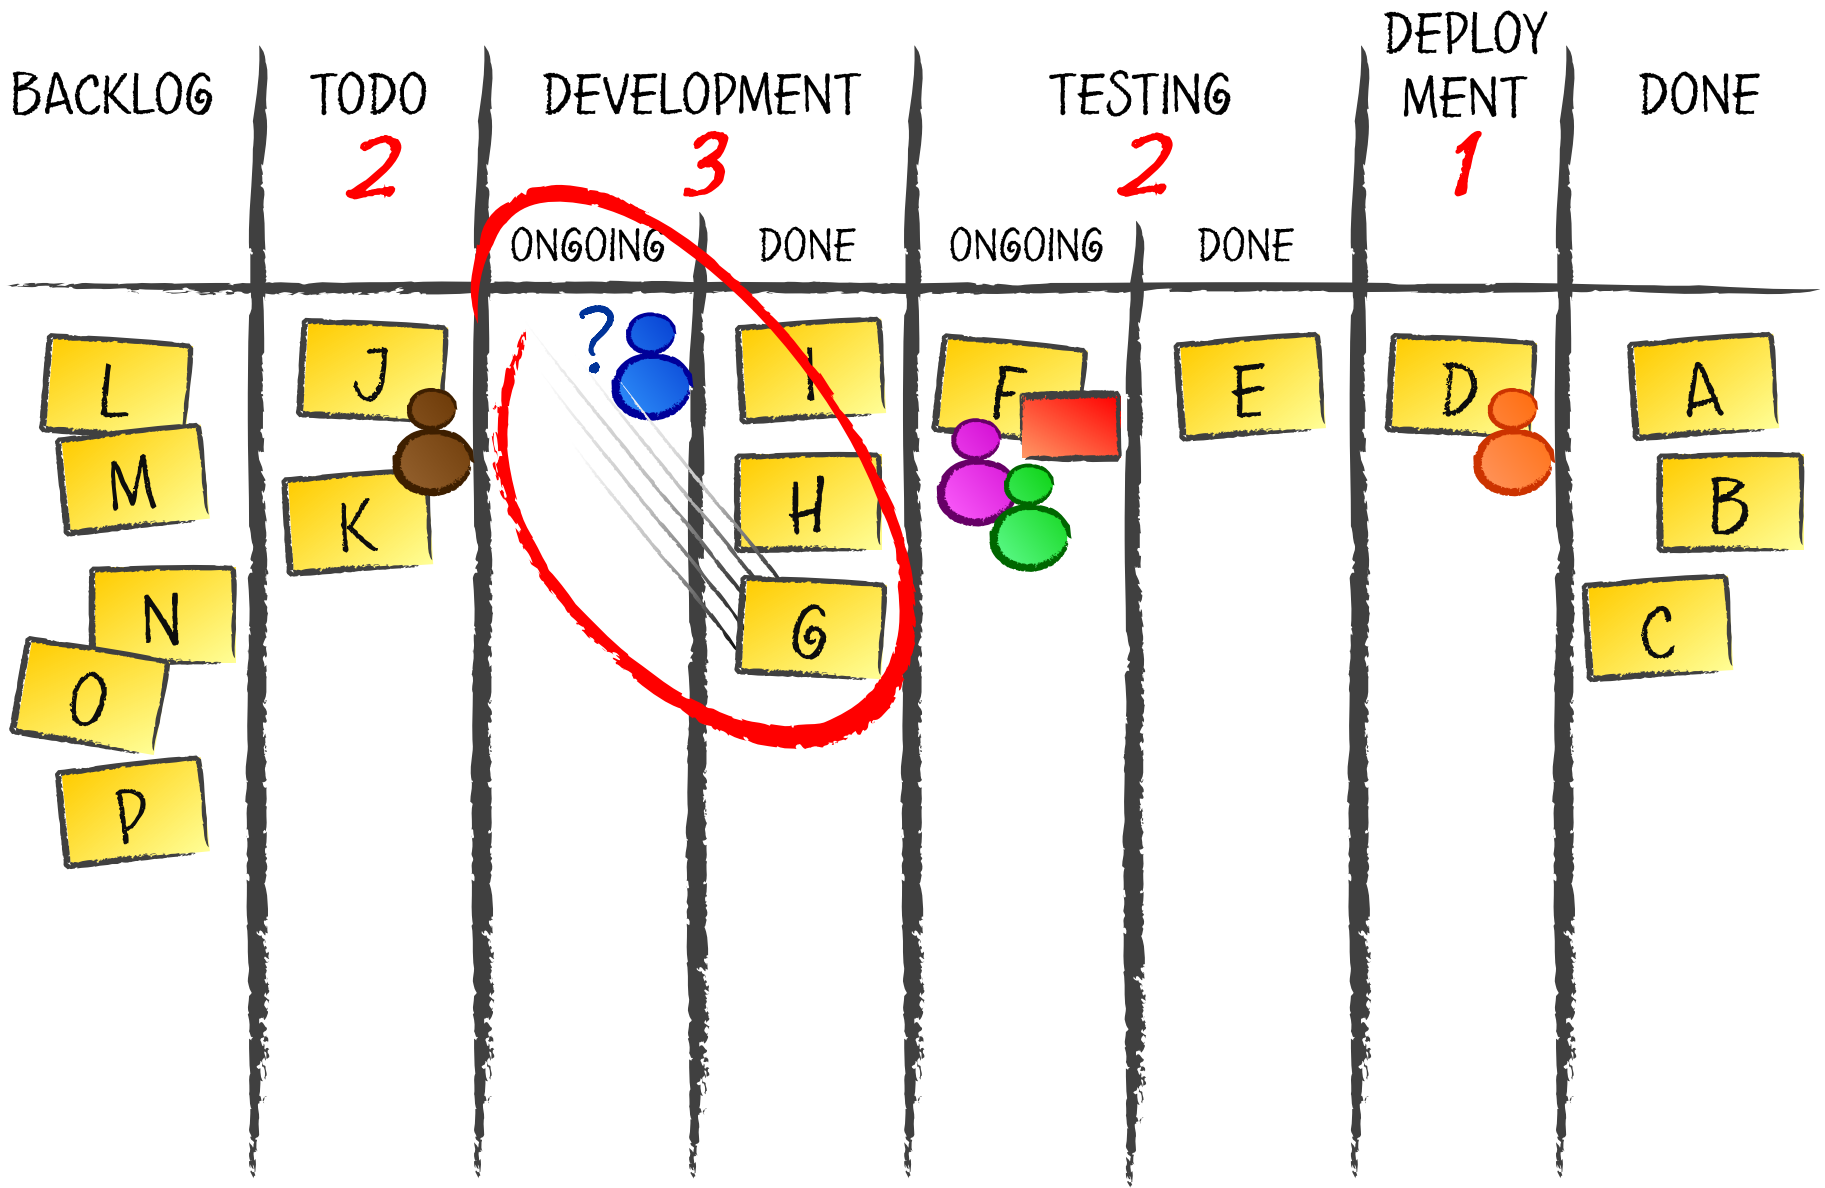 BACKLOG
TODO
2
DEVELOPMENT
3
ONGOING
DONE
TESTING
2
ONGOING
DONE
DEPLOY
MENT
1
DONE
L
M
N
O
P
J
K
?
I
H
G
F
E
D
A
B
C